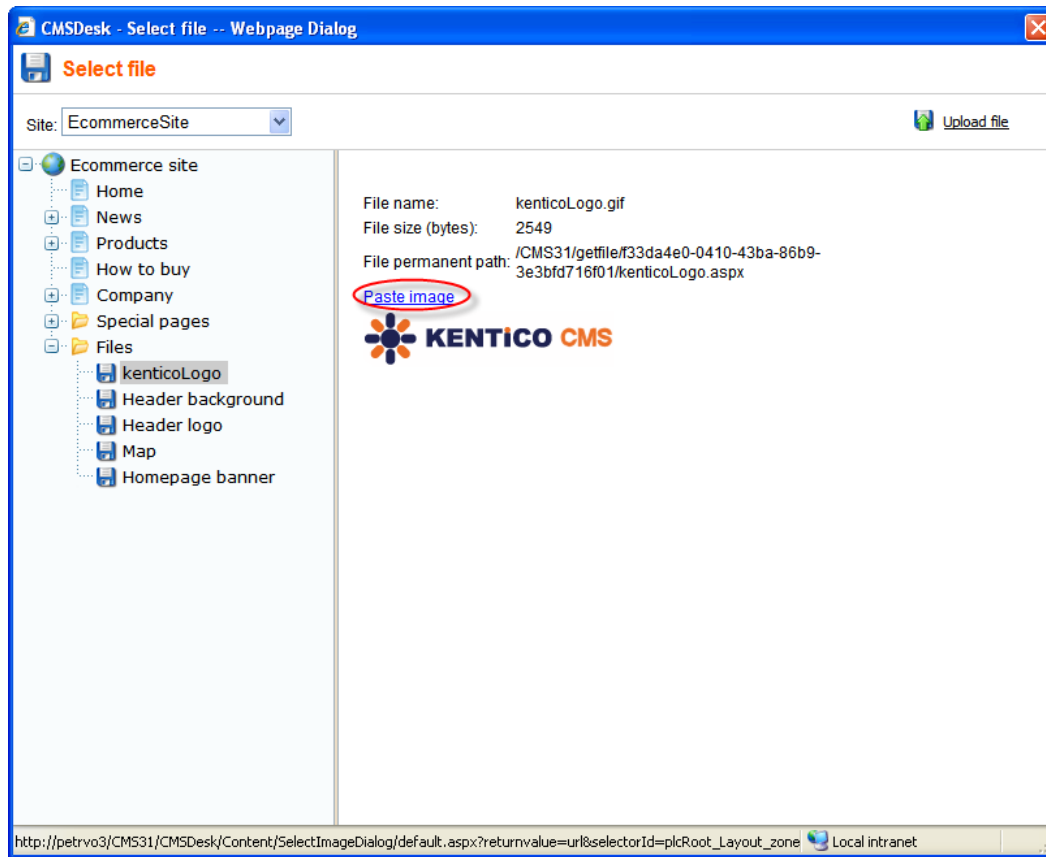 CMSDesk - Select file -- Webpage Dialog
Select file
Site: EcommerceSite
Upload file
Ecommerce site
Home
News
Products
How to buy
Company
Special pages
Files
kenticoLogo
Header background
Header logo
Map
Homepage banner
File name: kenticoLogo.gif
File size (bytes): 2549
File permanent path: /CMS31/getfile/f33da4e0-0410-43ba-86b9-
3e3bfd716f01/kenticoLogo.aspx
Paste image
KENTiCO CMS
http://petrvo3/CMS31/CMSDesk/Content/SelectImageDialog/default.aspx?returnvalue=url&selectorId=plcRoot_Layout_zone Local intranet